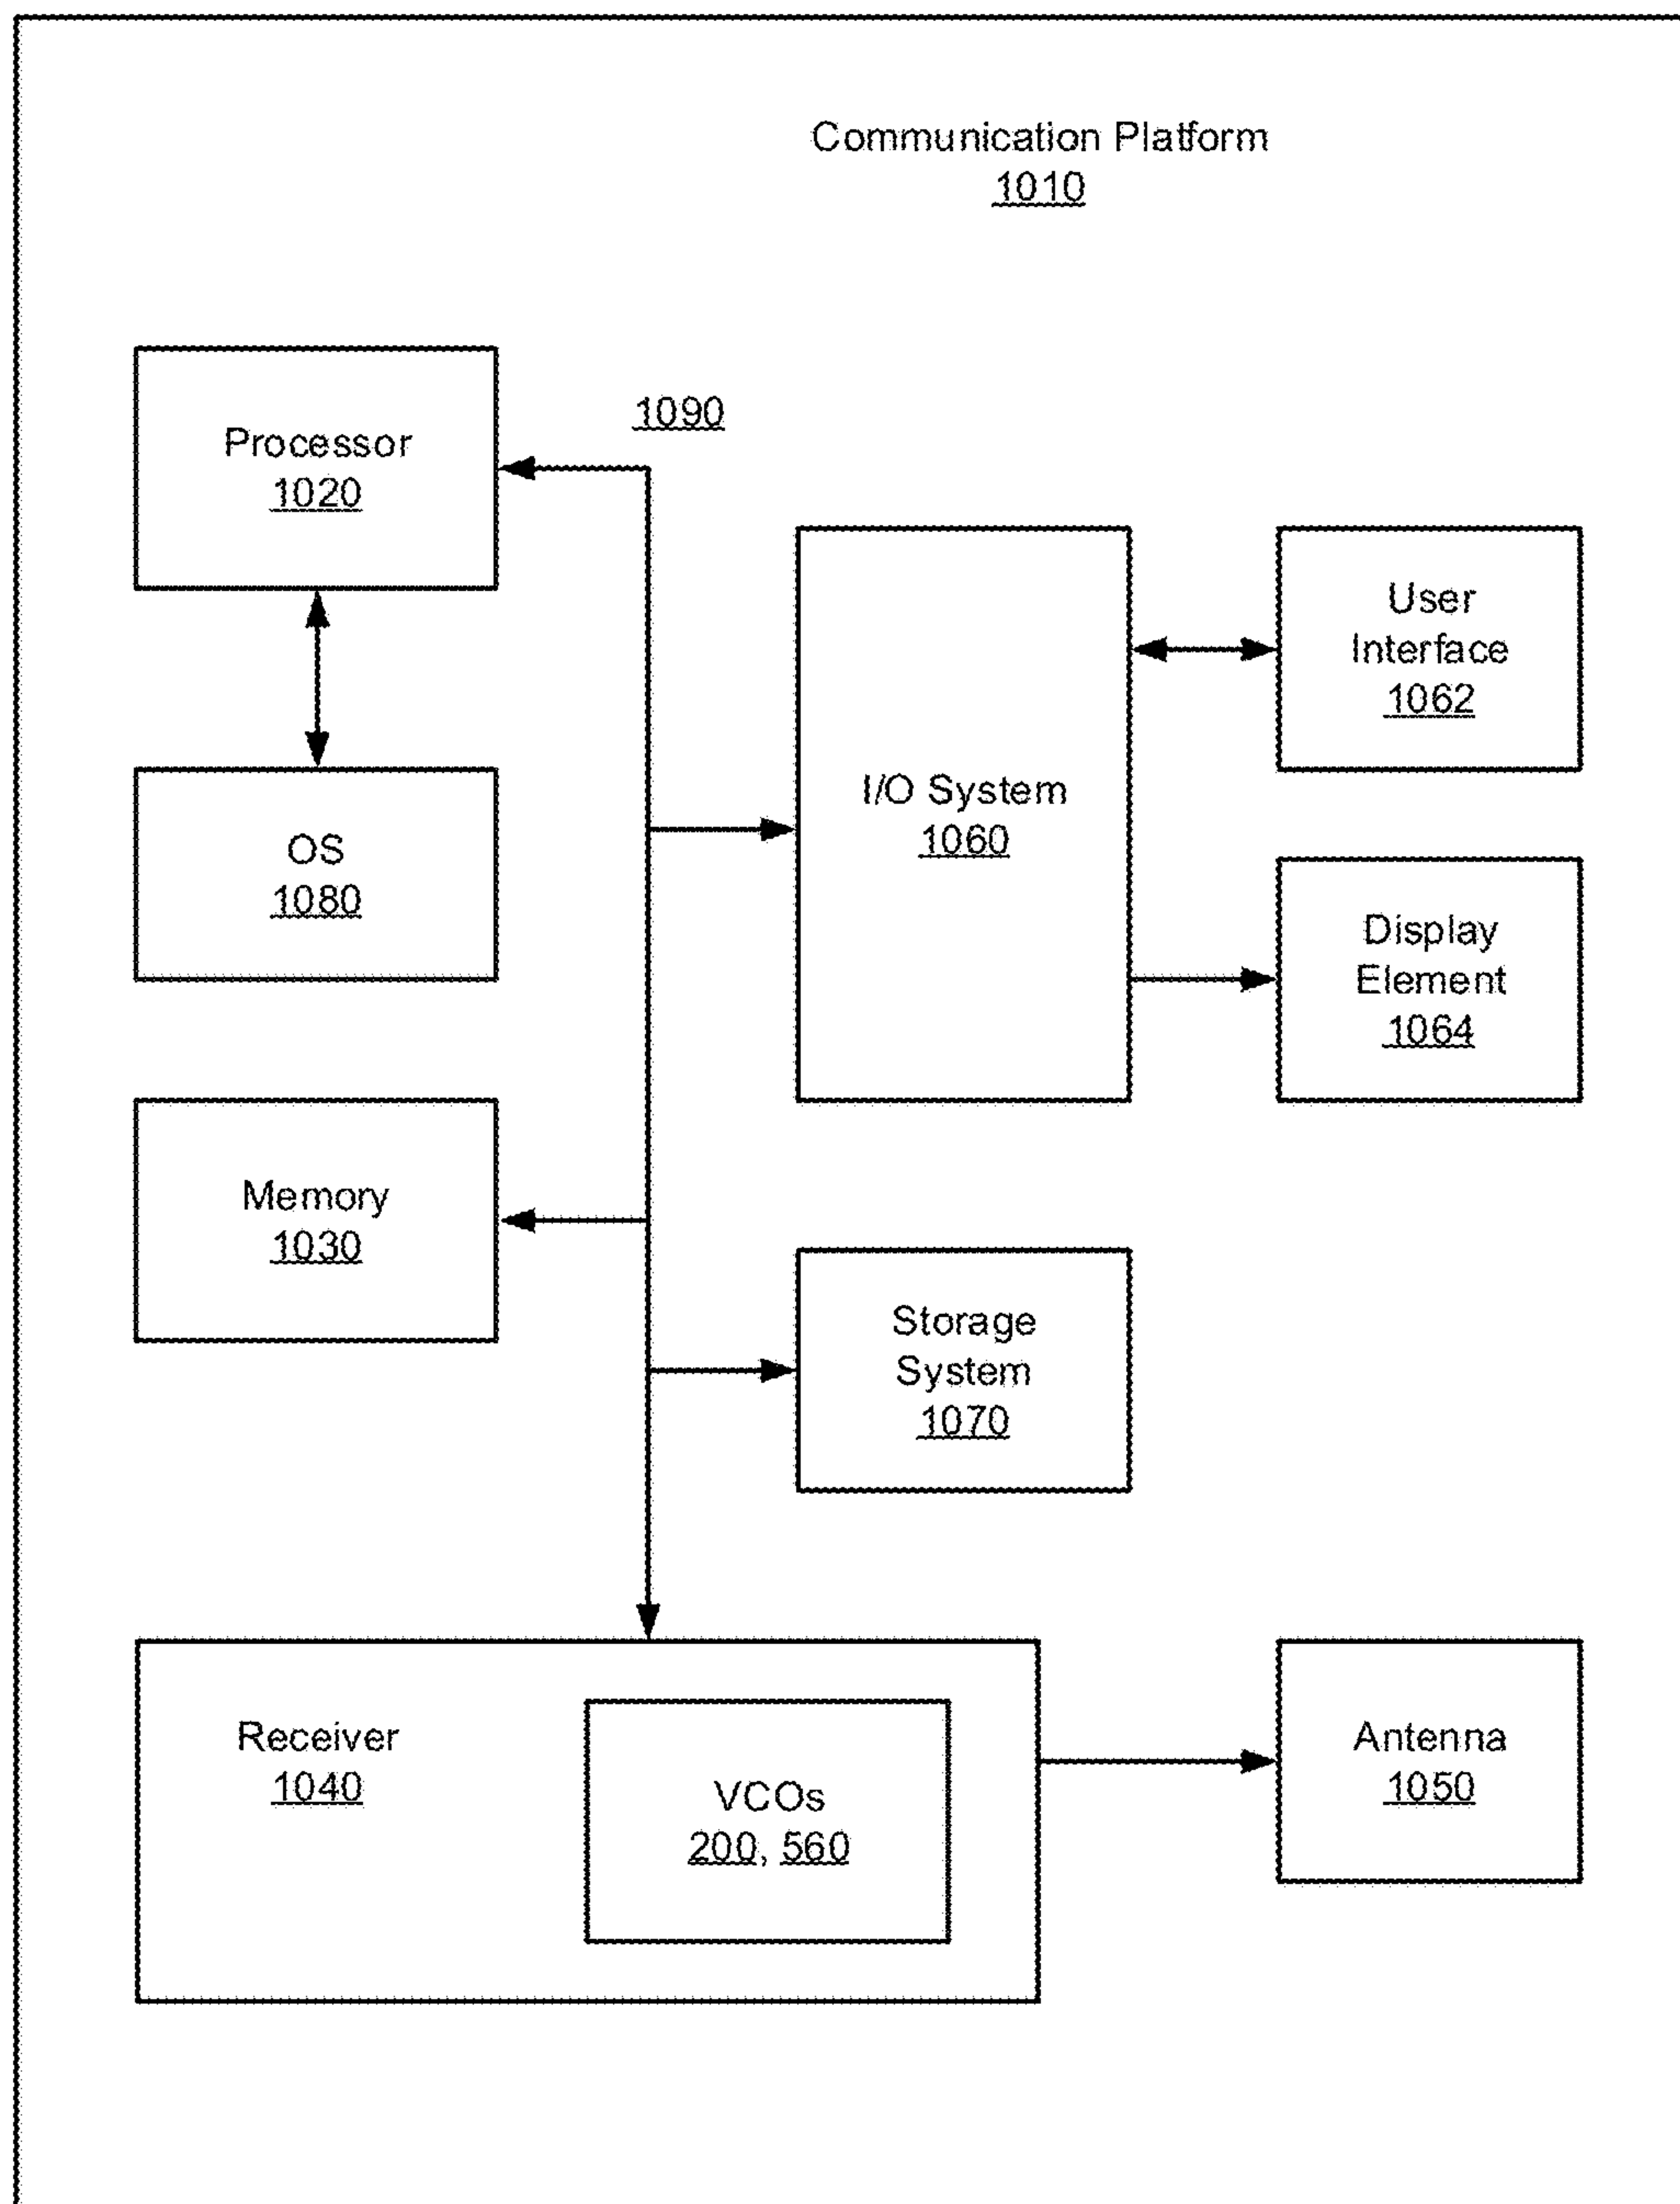 Communication Platform
1010
Processor
1020
1090
OS
1080
I/O System
1060
User
Interface
1062
Display
Element
1064
Memory
1030
Storage
System
1070
Receiver
1040
VCOs
200, 560
Antenna
1050